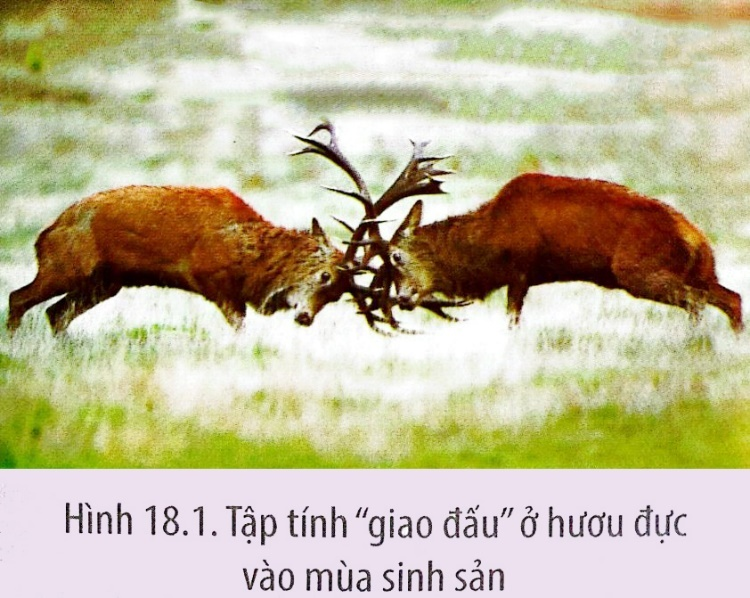 Hình 18.1. Tập tính “giao đấu” ở hươu đực
vào mùa sinh sản